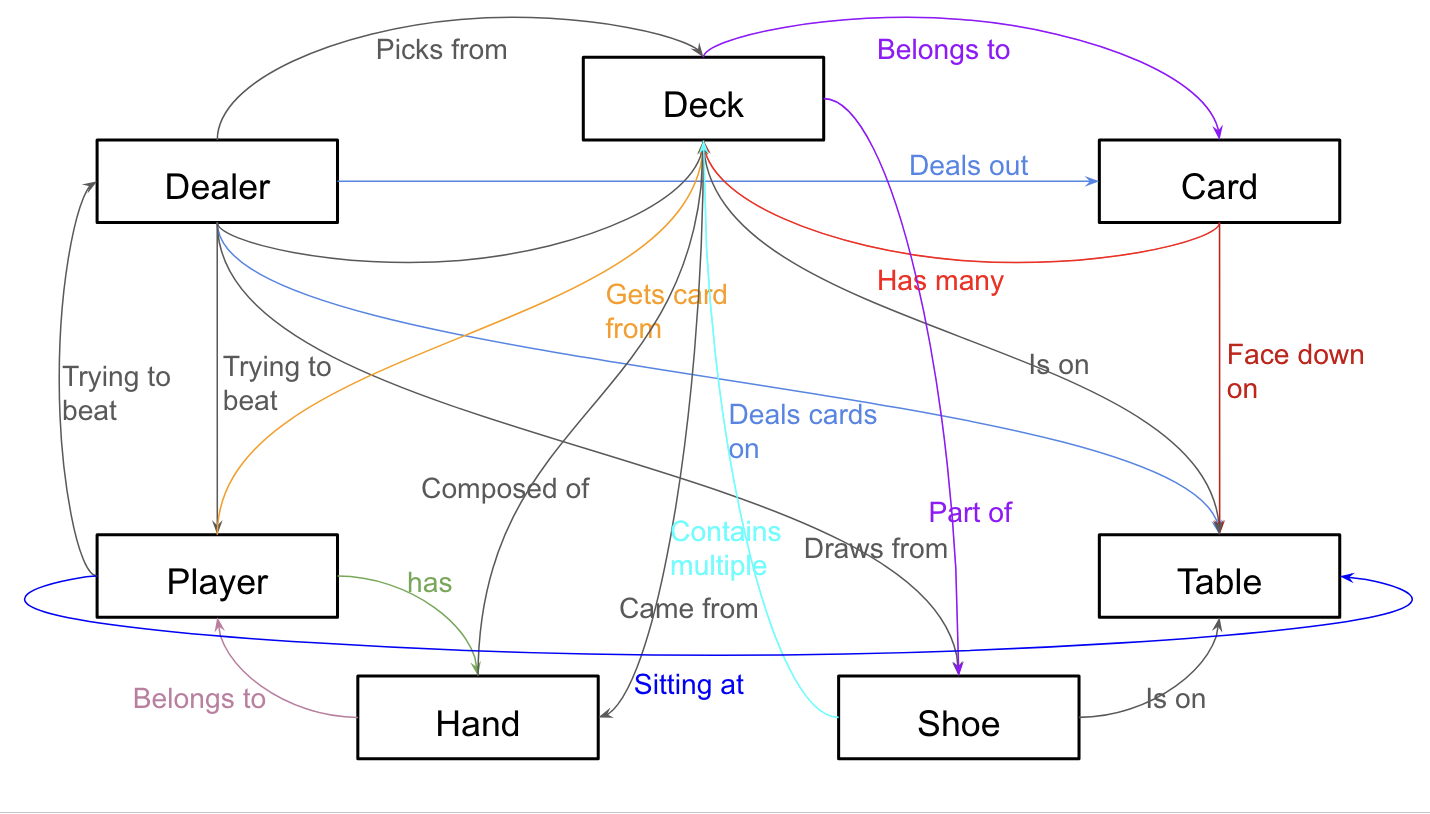 Picks from
Belongs to
Deck
Deals out
Dealer
Card
Has many
Gets card
from
Is on
Face down
on
Trying to
beat
Trying to
beat
Deals cards
on
Composed of
Part of
Contains
multiple
Draws from
Player
has
Table
Came from
Sitting at
Belongs to
Is on
Hand
Shoe